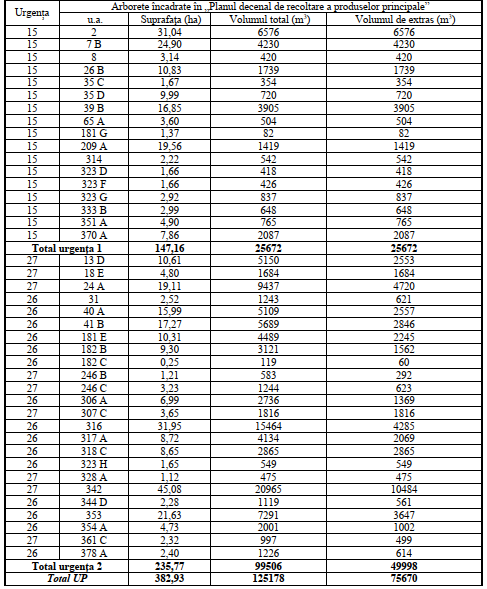 Urgența Arborete încadrate în „Planul decenal de recoltare a produselor principale”
u.a. Suprafața (ha) Volumul total (m³) Volumul de extras (m³)
15 2 31,04 6576 6576
15 7 B 24,90 4230 4230
15 8 3,14 420 420
15 26 B 10,83 1739 1739
15 35 C 1,67 354 354
15 35 D 9,99 720 720
15 39 B 16,85 3905 3905
15 65 A 3,60 504 504
15 181 G 1,37 82 82
15 209 A 19,56 1419 1419
15 314 2,22 542 542
15 323 D 1,66 418 418
15 323 F 1,66 426 426
15 323 G 2,92 837 837
15 333 B 2,99 648 648
15 351 A 4,90 765 765
15 370 A 7,86 2087 2087
Total urgența 1 147,16 25672 25672
27 13 D 10,61 5150 2553
27 18 E 4,80 1684 1684
27 24 A 19,11 9437 4720
26 31 2,52 1243 621
26 40 A 15,99 5109 2557
26 41 B 17,27 5689 2846
26 181 E 10,31 4489 2245
26 182 B 9,30 3121 1562
26 182 C 0,25 119 60
27 246 B 1,21 583 292
27 246 C 3,23 1244 623
26 306 A 6,99 2736 1369
27 307 C 3,65 1816 1816
26 316 31,95 15464 4285
26 317 A 8,72 4134 2069
26 318 C 8,65 2865 2865
26 323 H 1,65 549 549
27 328 A 1,12 475 475
27 342 45,08 20965 10484
26 344 D 2,28 1119 561
26 353 21,63 7291 3647
26 354 A 4,73 2001 1002
27 361 C 2,32 997 499
26 378 A 2,40 1226 614
Total urgența 2 235,77 99506 49998
Total UP 382,93 125178 75670